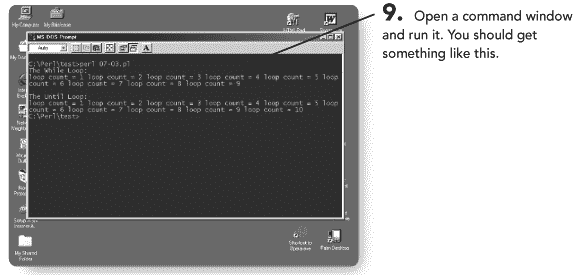 9. Open a command window
and run it. You should get
something like this.
My Computer
MS-DOS Prompt
Auto
A
C:\Perl\test>perl 07-03.pl
The While Loop:
loop count = 1 loop count = 2 loop count = 3 loop count = 4 loop count = 5 loop
count = 6 loop count = 7 loop count = 8 loop count = 9
The Until Loop:
loop count = 1 loop count = 2 loop count = 3 loop count = 4 loop count = 5 loop
count = 6 loop count = 7 loop count = 8 loop count = 9 loop count = 10
C:\Perl\test>
Shortcut to
My Shared
Folder